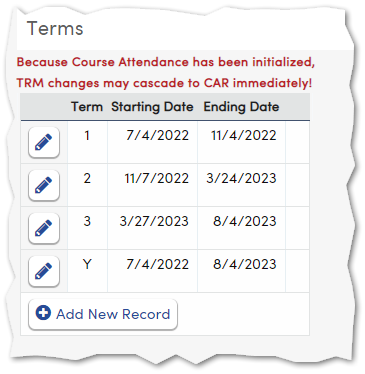 Terms
Because Course Attendance has been initialized,
TRM changes may cascade to CAR immediately!
Term Starting Date Ending Date
1 7/4/2022 11/4/2022
2 11/7/2022 3/24/2023
3 3/27/2023 8/4/2023
Y 7/4/2022 8/4/2023
Add New Record